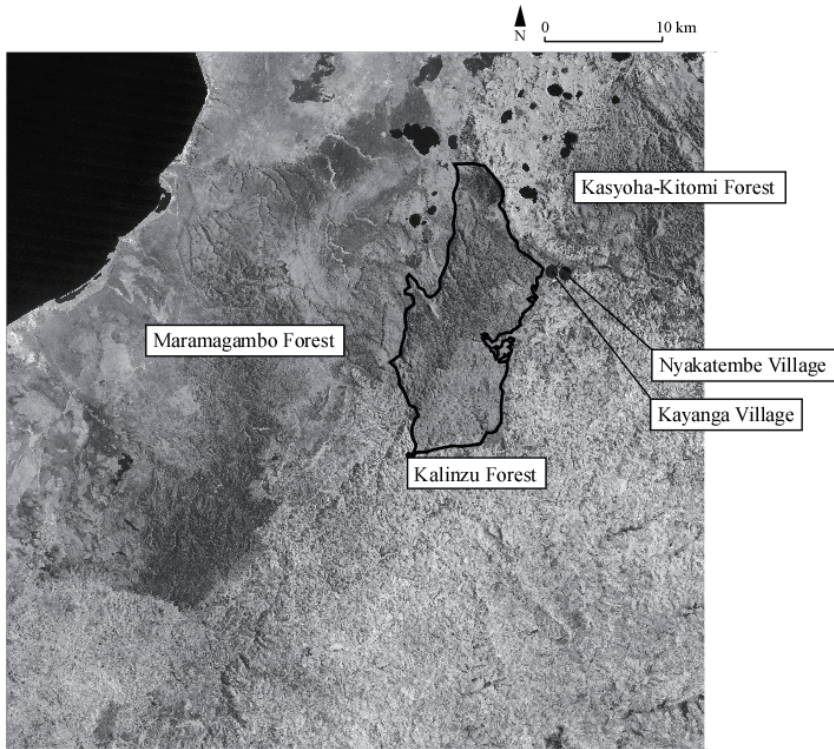 N
0 10 km
Kasyoha-Kitomi Forest
Maramagambo Forest
Nyakatembe Village
Kayanga Village
Kalinzu Forest